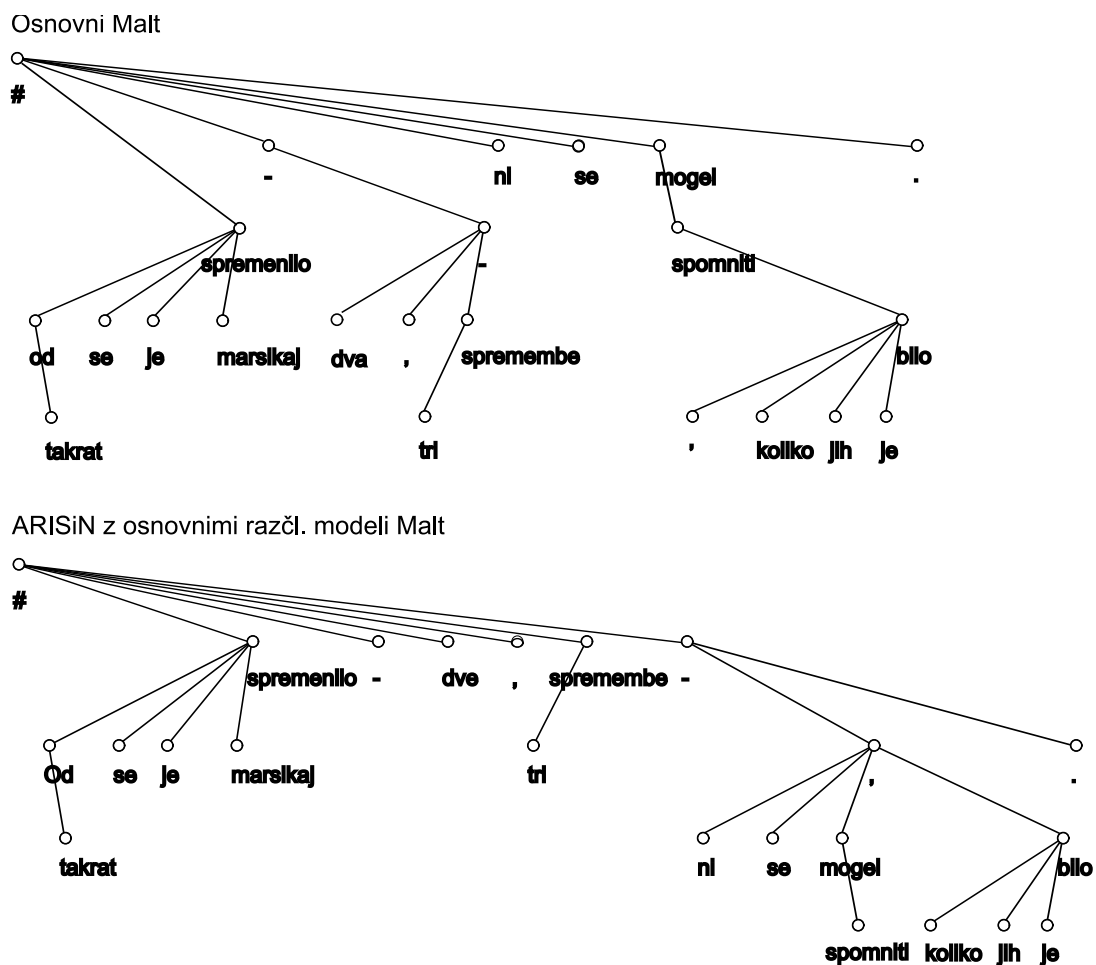 Osnovni Malt
#
- ni se mogel .
spremenilo - spomniti
od se je marsikaj dva , spremembe bilo
takrat tri , koliko jih je
ARISiN z osnovnimi razčl. modeli Malt
#
spremenilo - dve , spremembe -
Od se je marsikaj tri , .
takrat ni se mogel bilo
spomniti koliko jih je